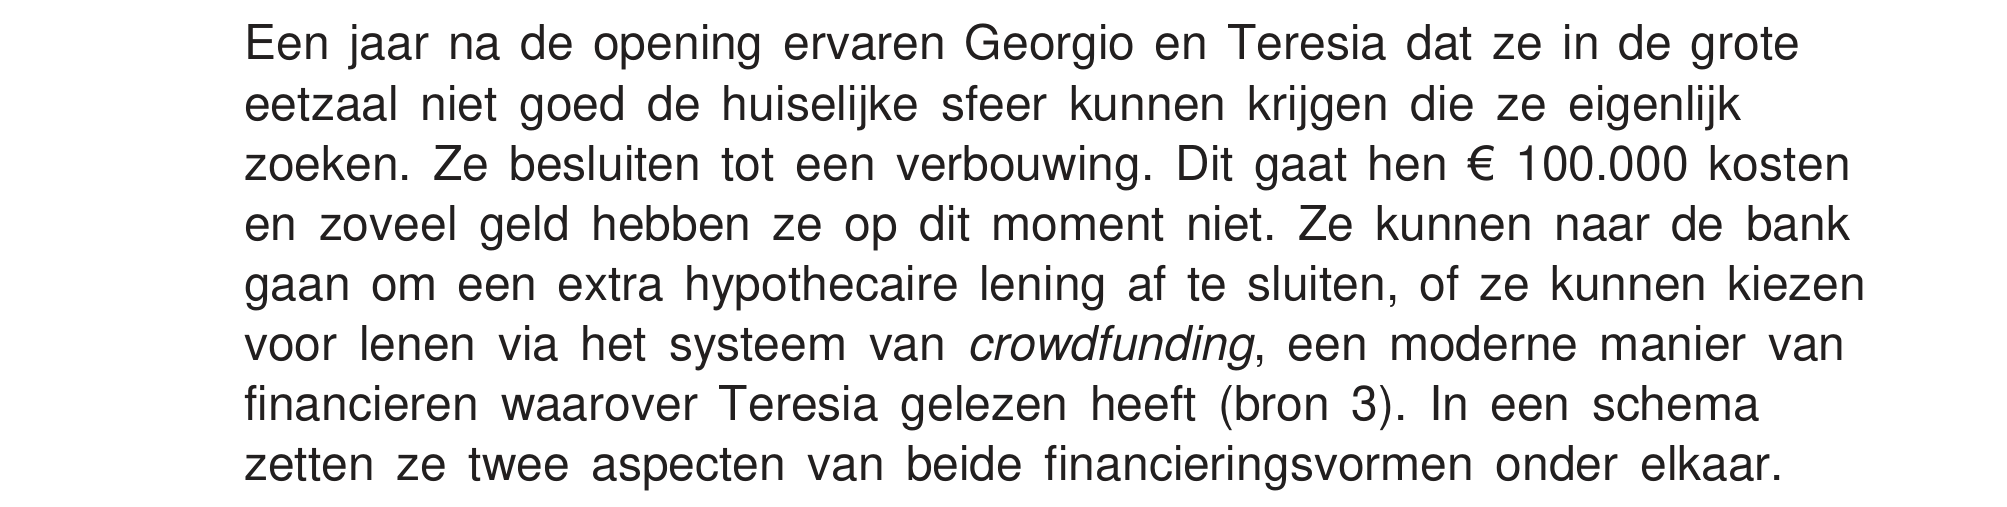 Een jaar na de opening ervaren Georgio en Teresia dat ze in de grote
eetzaal niet goed de huiselijke sfeer kunnen krijgen die ze eigenlijk
zoeken. Ze besluiten tot een verbouwing. Dit gaat hen € 100.000 kosten
en zoveel geld hebben ze op dit moment niet. Ze kunnen naar de bank
gaan om een extra hypothecaire lening af te sluiten, of ze kunnen kiezen
voor lenen via het systeem van crowdfunding, een moderne manier van
financieren waarover Teresia gelezen heeft (bron 3). In een schema
zetten ze twee aspecten van beide financieringsvormen onder elkaar.